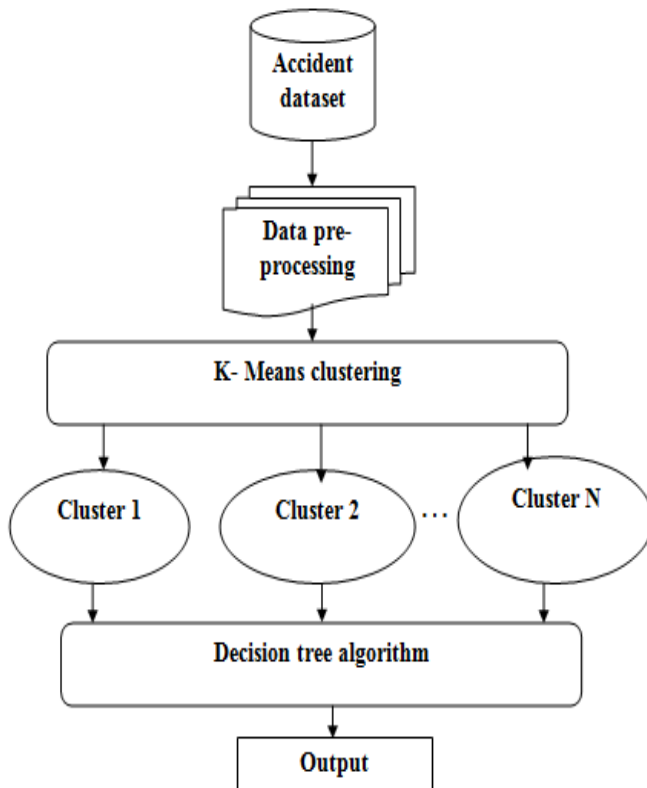 Accident
dataset
Data pre-
processing
K- Means clustering
Cluster 1
Cluster 2
...
Cluster N
Decision tree algorithm
Output